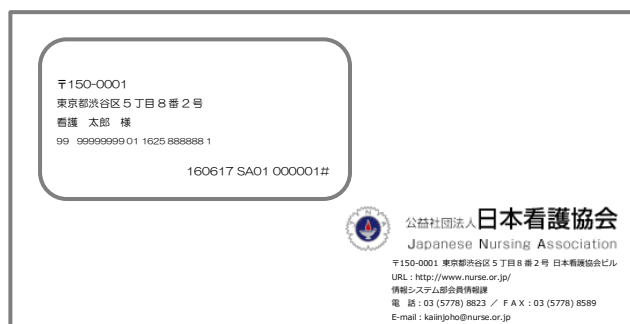 〒150-0001
東京都渋谷区５丁目８番２号
看護　太郎　様
99 99999999 01 1625 888888 1
160617 SA01 000001#
JNA
公益社団法人日本看護協会
Japanese Nursing Association
〒150-0001 東京都渋谷区５丁目８番２号 日本看護協会ビル
URL：http://www.nurse.or.jp/
情報システム部会員情報課
電　話：03 (5778) 8823 ／ ＦＡＸ：03 (5778) 8589
E-mail：kaiinjoho@nurse.or.jp